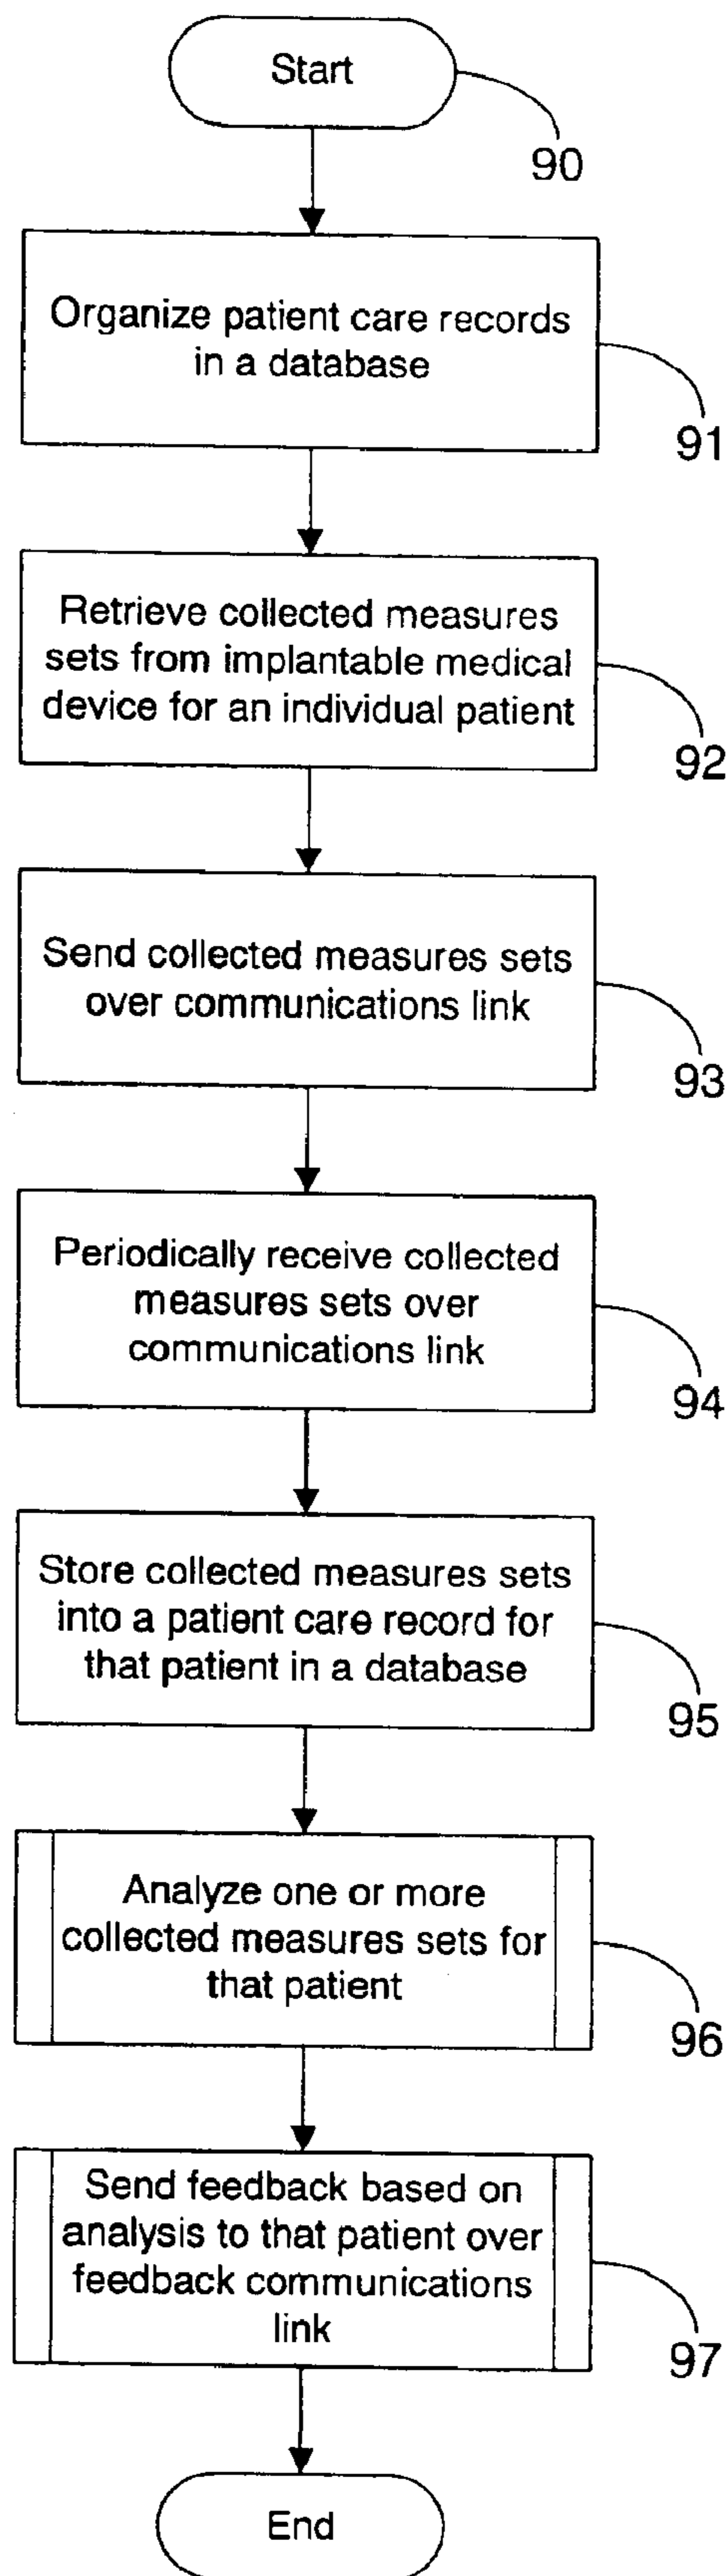 Start
90
Organize patient care records
in a database
91
Retrieve collected measures
sets from implantable medical
device for an individual patient
92
Send collected measures sets
over communications link
93
Periodically receive collected
measures sets over
communications link
94
Store collected measures sets
into a patient care record for
that patient in a database
95
Analyze one or more
collected measures sets for
that patient
96
Send feedback based on
analysis to that patient over
feedback communications
link
97
End